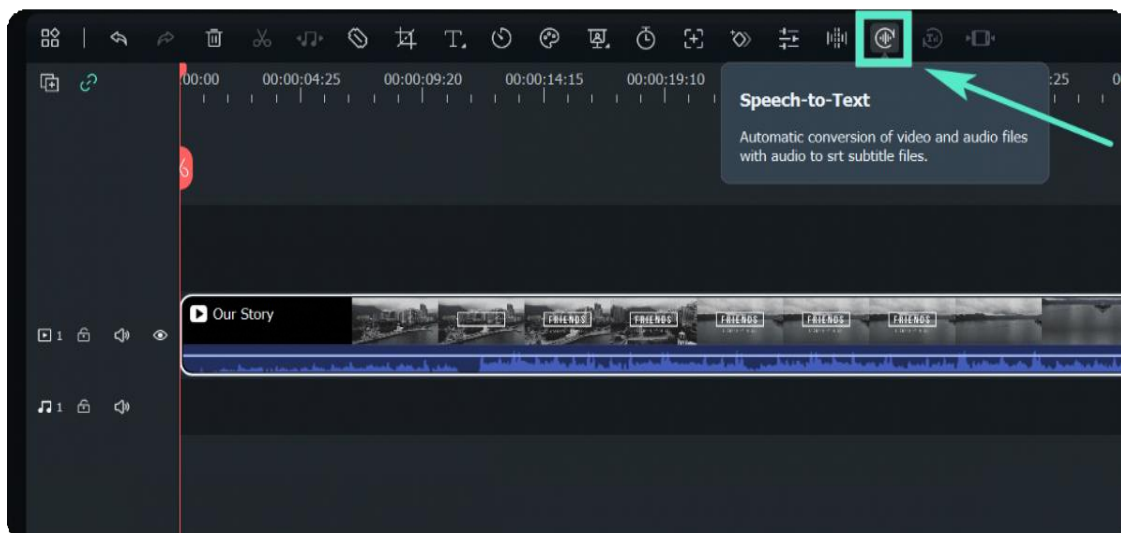 :00:00 00:00:04:25 00:00:09:20 00:00:14:15 00:00:19:10 :25 0
Speech-to-Text
Automatic conversion of video and audio files
with audio to srt subtitle files.
Our Story
FRIENDS FRIENDS FRIENDS FRIENDS FRIENDS
1
1